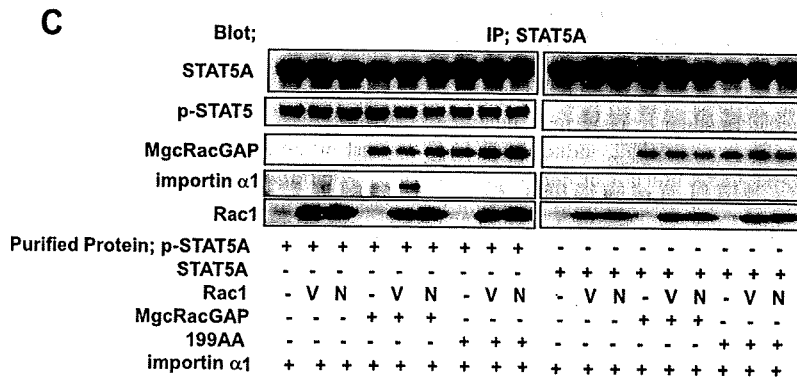 C
Blot; IP; STAT5A
STAT5A
p-STAT5
MgcRacGAP
importin α1
Rac1
Purified Protein; p-STAT5A + + + + + + + + + - - - - - - - - -
STAT5A - - - - - - - - - + + + + + + + + +
Rac1 - V N - V N - V N - V N - V N - V N
MgcRacGAP - - - + + + - - - - - - + + + - - -
199AA - - - - - - + + + - - - - - - + + +
importin α1 + + + + + + + + + + + + + + + + + +